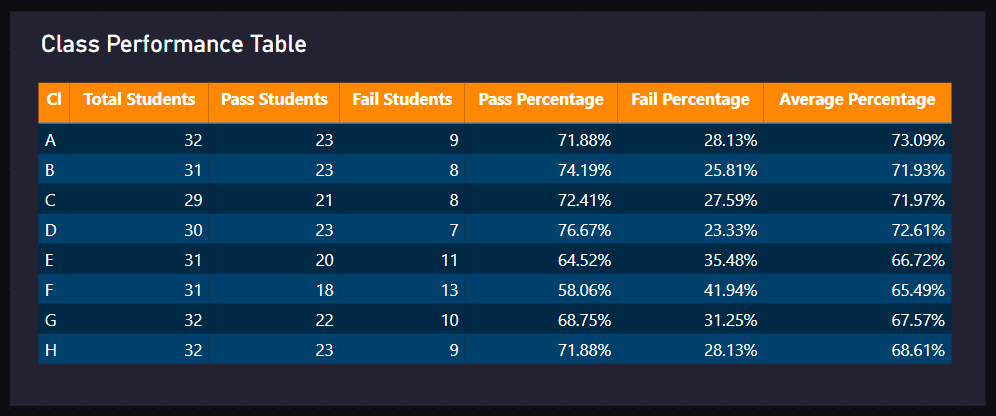 Class Performance Table
Cl Total Students Pass Students Fail Students Pass Percentage Fail Percentage Average Percentage
A 32 23 9 71.88% 28.13% 73.09%
B 31 23 8 74.19% 25.81% 71.93%
C 29 21 8 72.41% 27.59% 71.97%
D 30 23 7 76.67% 23.33% 72.61%
E 31 20 11 64.52% 35.48% 66.72%
F 31 18 13 58.06% 41.94% 65.49%
G 32 22 10 68.75% 31.25% 67.57%
H 32 23 9 71.88% 28.13% 68.61%